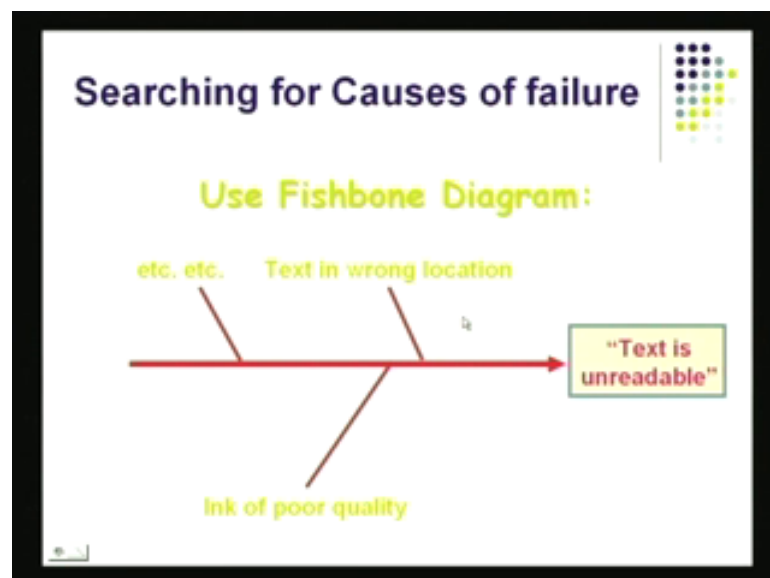 Searching for Causes of failure
Use Fishbone Diagram:
etc. etc. Text in wrong location
“Text is
unreadable”
Ink of poor quality